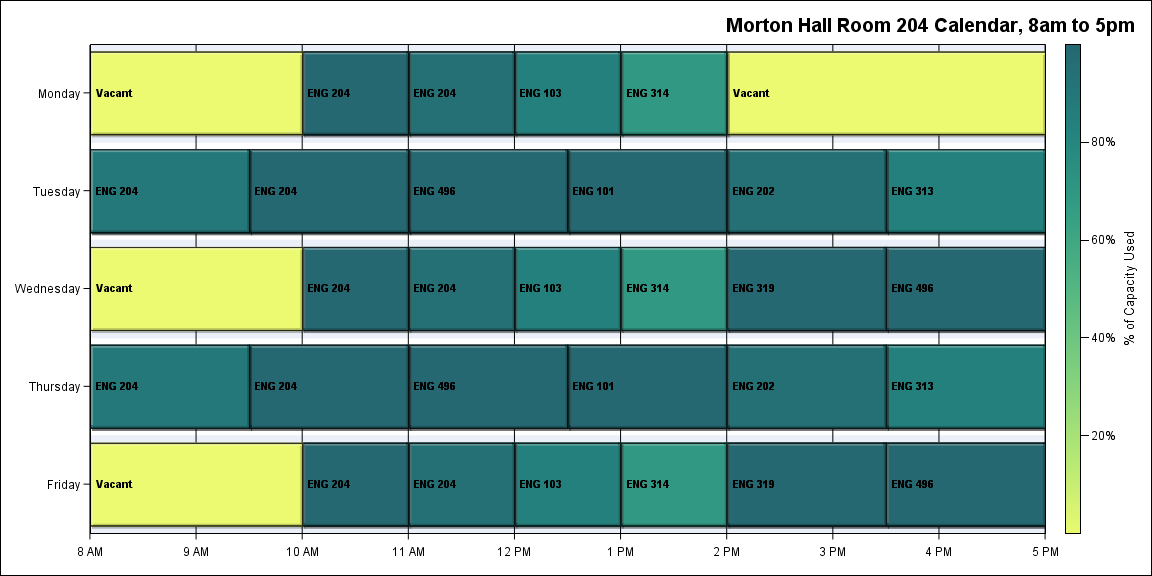 Morton Hall Room 204 Calendar, 8am to 5pm
Monday
Vacant
ENG 204
ENG 204
ENG 103
ENG 314
Vacant
Tuesday
ENG 204
ENG 204
ENG 496
ENG 101
ENG 202
ENG 313
Wednesday
Vacant
ENG 204
ENG 204
ENG 103
ENG 314
ENG 319
ENG 496
Thursday
ENG 204
ENG 204
ENG 496
ENG 101
ENG 202
ENG 313
Friday
Vacant
ENG 204
ENG 204
ENG 103
ENG 314
ENG 319
ENG 496
8 AM
9 AM
10 AM
11 AM
12 PM
1 PM
2 PM
3 PM
4 PM
5 PM
80%
60%
40%
20%
% of Capacity Used